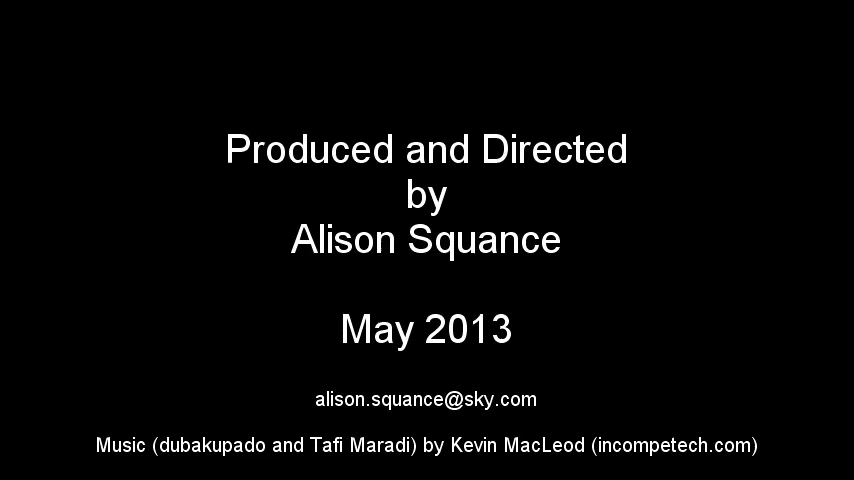 Produced and Directed
by
Alison Squance
May 2013
alison.squance@sky.com
Music (dubakupado and Tafi Maradi) by Kevin MacLeod (incompetech.com)